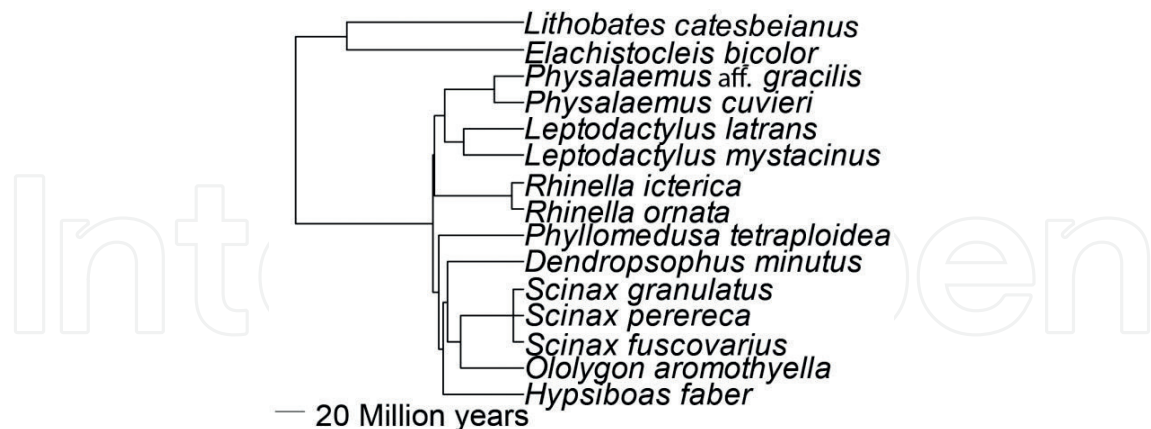 Lithobates catesbeianus
Elachistocleis bicolor
Physalaemus aff. gracilis
Physalaemus cuvieri
Leptodactylus latrans
Leptodactylus mystacinus
Rhinella icterica
Rhinella ornata
Phyllomedusa tetraploidea
Dendropsophus minutus
Scinax granulatus
Scinax perereca
Scinax fuscovarius
Ololygon aromothyella
Hypsiboas faber
20 Million years